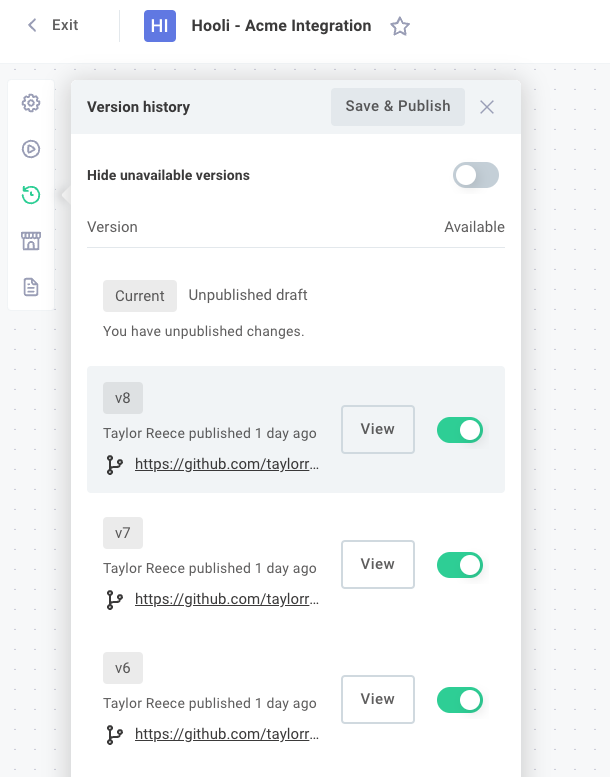 Exit
HI
Hooli - Acme Integration
Version history
Save & Publish
Hide unavailable versions
Version
Available
Current
Unpublished draft
You have unpublished changes.
v8
Taylor Reece published 1 day ago
https://github.com/taylorr...
View
v7
Taylor Reece published 1 day ago
https://github.com/taylorr...
View
v6
Taylor Reece published 1 day ago
https://github.com/taylorr...
View